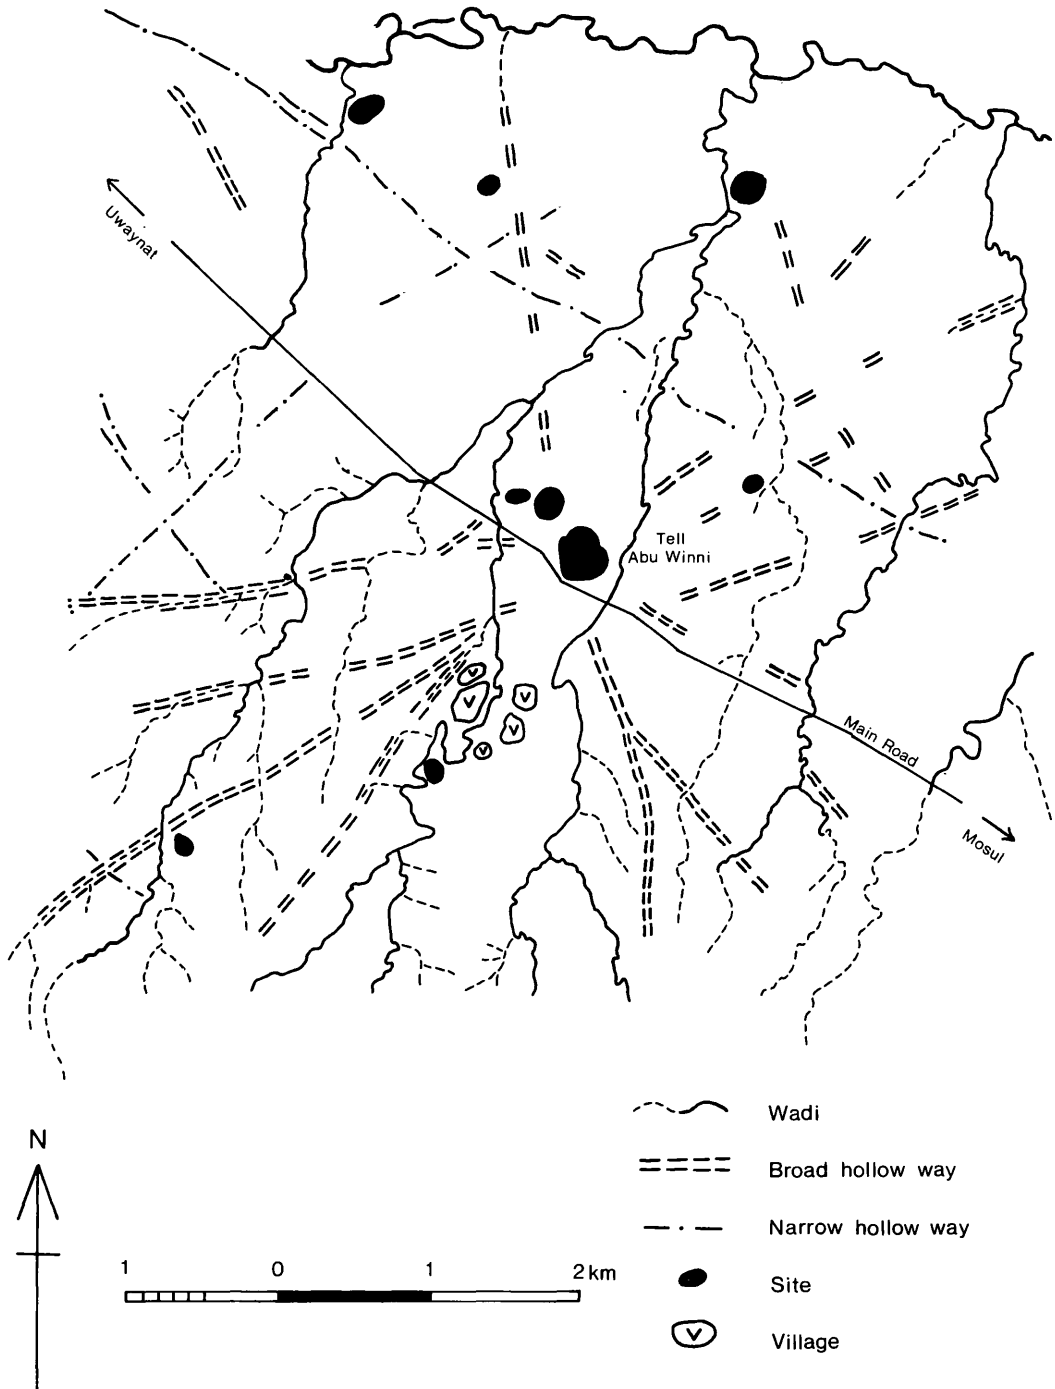 Uwaynat
Tell
Abu Winni
V
V
V
V
V
Main Road
Mosul
N
Wadi
Broad hollow way
Narrow hollow way
1 0 1 2 km
Site
V Village